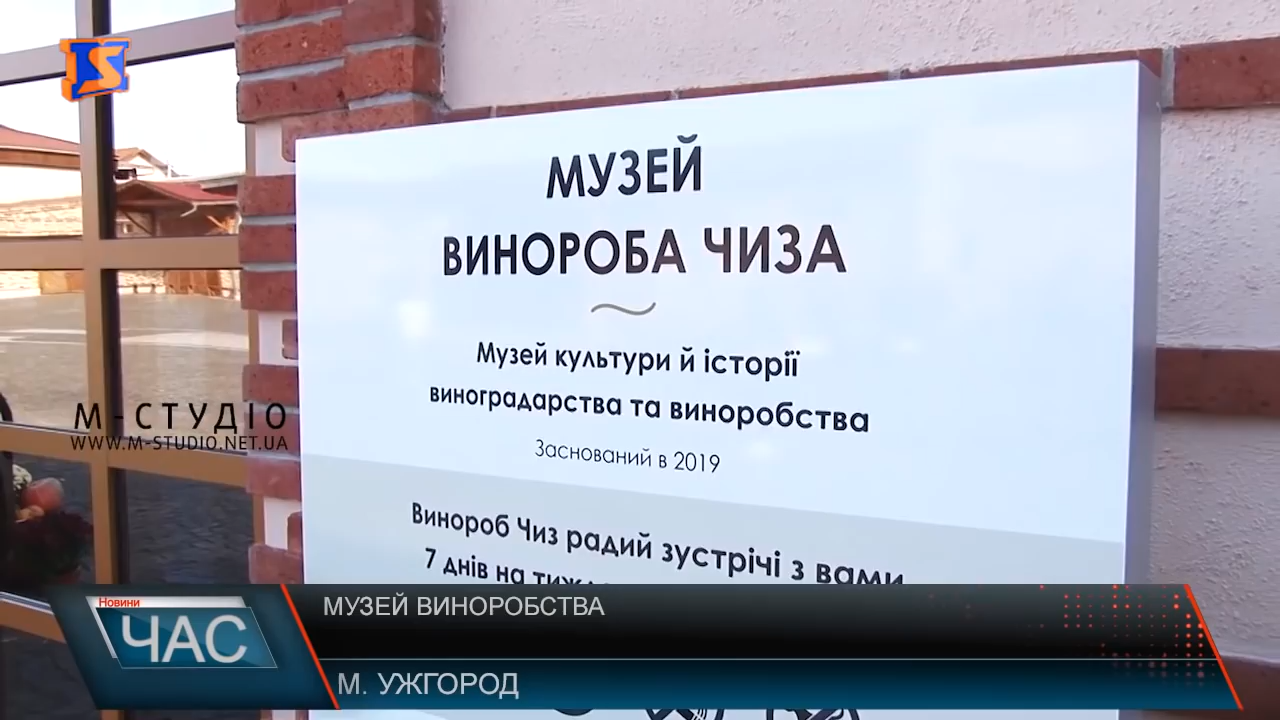 МУЗЕЙ
ВИНОРОБА ЧИЗА
Музей культури й історії
виноградарства та виноробства
Заснований в 2019
Винороб Чиз радий зустрічі з вами
7 днів на
М-СТУДІО
WWW.M-STUDIO.NET.UA
Новини
ЧАС
МУЗЕЙ ВИНОРОБСТВА
М. УЖГОРОД